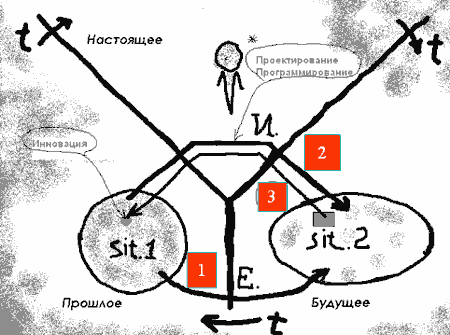 t
t
Настоящее
*
Проектирование
Программирование
И.
Инновация
2
3
Sit.1
sit.2
1
Е.
Прошлое
Будущее
t